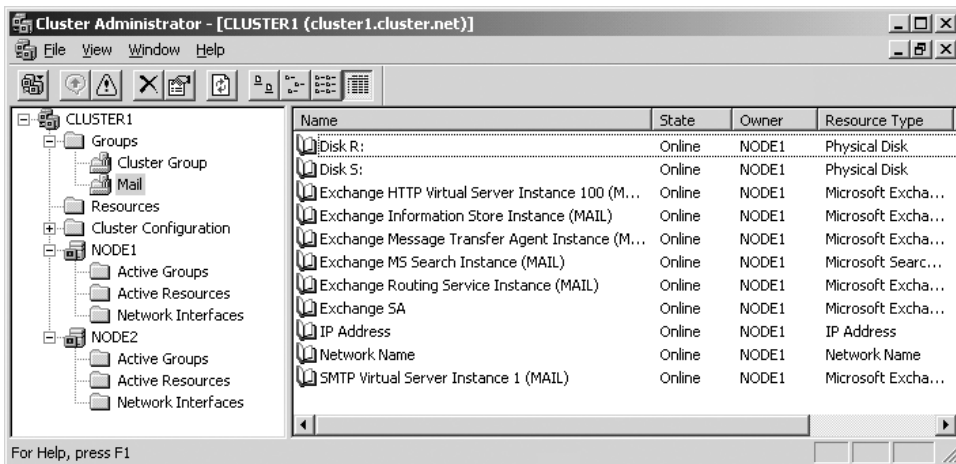 Cluster Administrator - [CLUSTER1 (cluster1.cluster.net)]
File View Window Help
CLUSTER1
Groups
Cluster Group
Mail
Resources
Cluster Configuration
NODE1
Active Groups
Active Resources
Network Interfaces
NODE2
Active Groups
Active Resources
Network Interfaces
Name State Owner Resource Type
Disk R: Online NODE1 Physical Disk
Disk S: Online NODE1 Physical Disk
Exchange HTTP Virtual Server Instance 100 (M... Online NODE1 Microsoft Excha...
Exchange Information Store Instance (MAIL) Online NODE1 Microsoft Excha...
Exchange Message Transfer Agent Instance (M... Online NODE1 Microsoft Excha...
Exchange MS Search Instance (MAIL) Online NODE1 Microsoft Searc...
Exchange Routing Service Instance (MAIL) Online NODE1 Microsoft Excha...
Exchange SA Online NODE1 Microsoft Excha...
IP Address Online NODE1 IP Address
Network Name Online NODE1 Network Name
SMTP Virtual Server Instance 1 (MAIL) Online NODE1 Microsoft Excha...
For Help, press F1